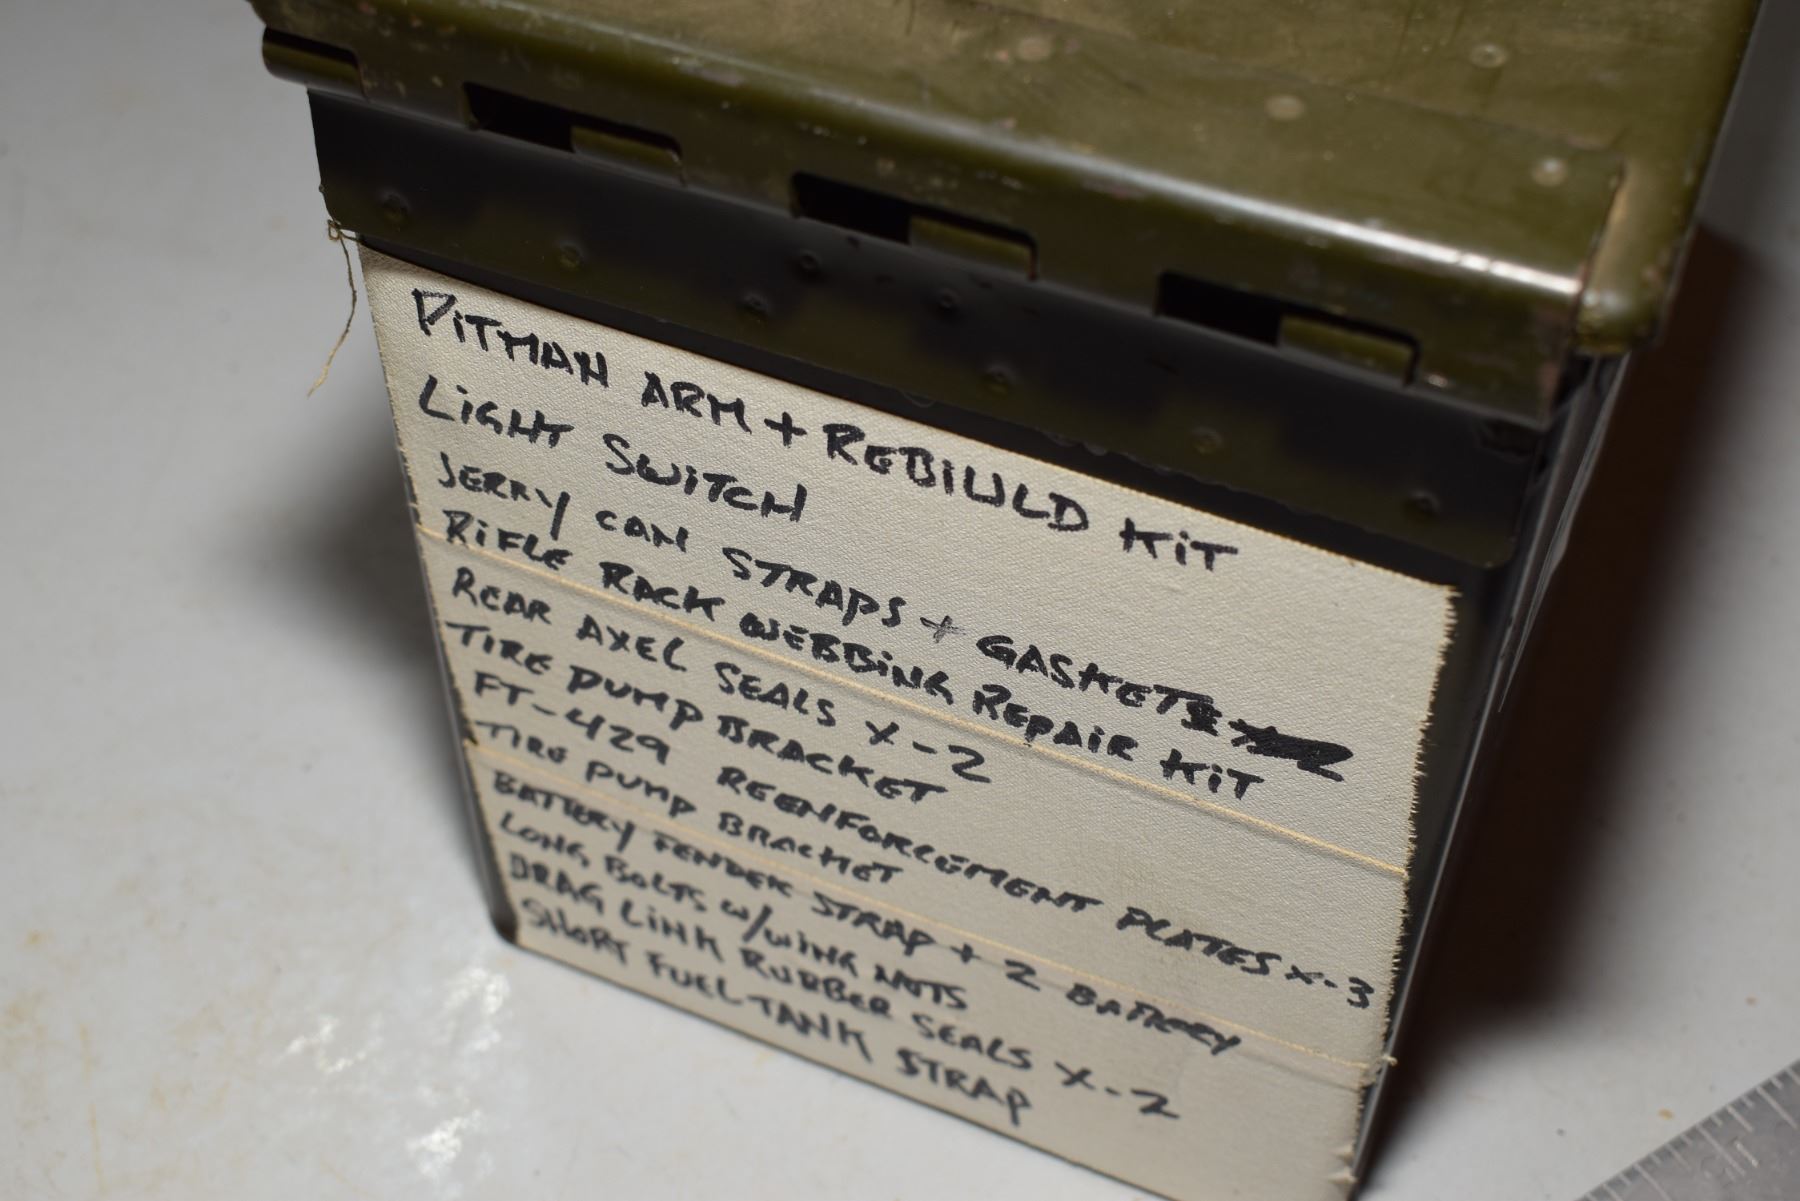 PiTMAN ARM + REBIULD KiT
LiGHT SWiTCH
JERRY CAN STRAPS + GASKETS
RiFLE RACK WEBBiNG REPAiR KiT
REAR AXEL SEALS X-2
TIRE PUMP BRACKET
FT-429 REENFORCEMENT PLATES X-3
TIRE PUMP BRACKET
BATTERY FENDER STRAP + 2 BATTERY
LONG BOLTS W/WING NUTS
DRAG LiNK RUBBER SEALS X-2
SHORT FUEL TANK STRAP